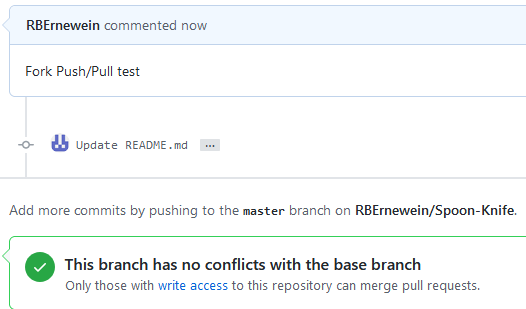 RBErnewein commented now
Fork Push/Pull test
Update README.md ...
Add more commits by pushing to the master branch on RBErnewein/Spoon-Knife.
This branch has no conflicts with the base branch
Only those with write access to this repository can merge pull requests.